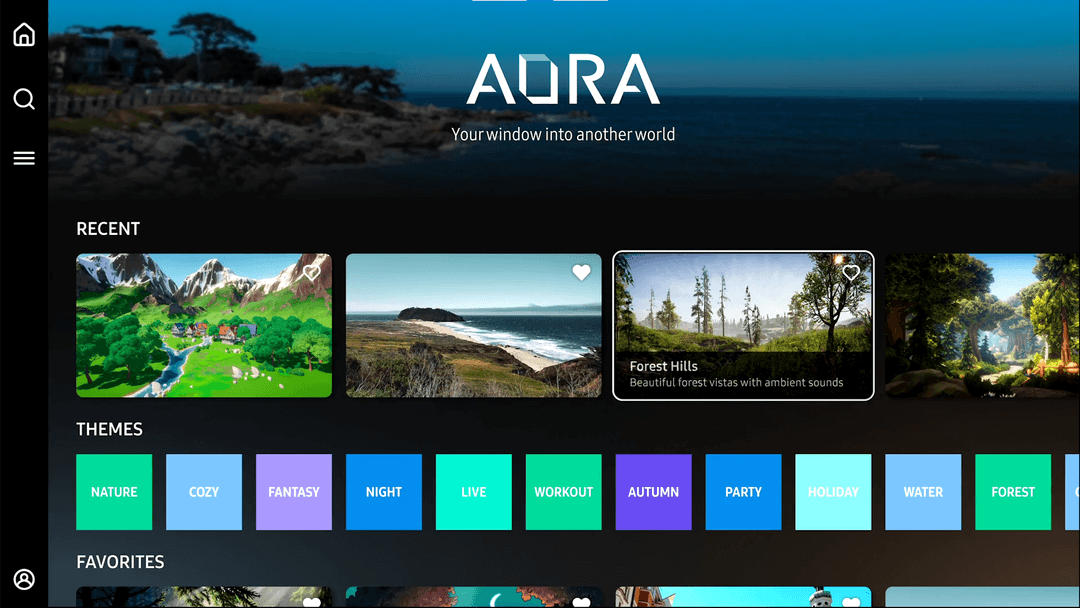 AURA
Your window into another world
RECENT
Forest Hills
Beautiful forest vistas with ambient sounds
THEMES
NATURE
COZY
FANTASY
NIGHT
LIVE
WORKOUT
AUTUMN
PARTY
HOLIDAY
WATER
FOREST
FAVORITES